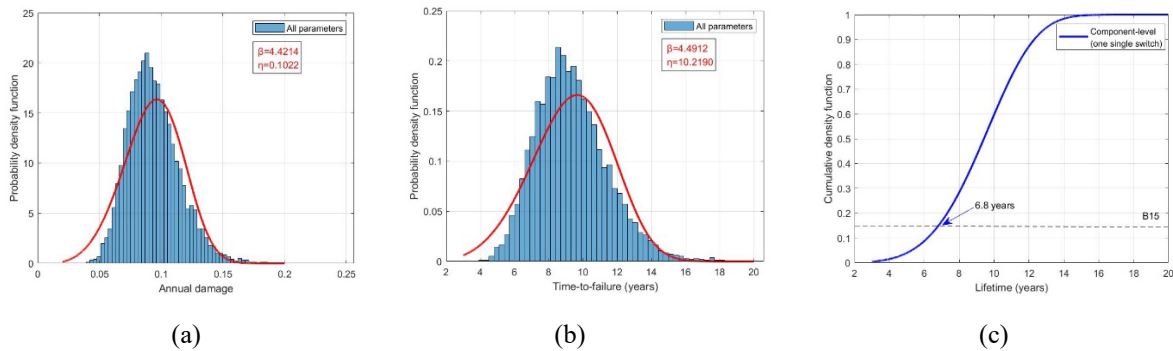 25
20
15
10
5
0
0
0.05
0.1
0.15
0.2
0.25
Probability density function
Annual damage
All parameters
β=4.4214
η=0.1022
(a)
0.25
0.2
0.15
0.1
0.05
0
2
4
6
8
10
12
14
16
18
20
Probability density function
Time-to-failure (years)
All parameters
β=4.4912
η=10.2190
(b)
1
0.9
0.8
0.7
0.6
0.5
0.4
0.3
0.2
0.1
0
2
4
6
8
10
12
14
16
18
20
Cumulative density function
Lifetime (years)
Component-level
(one single switch)
6.8 years
B15
(c)